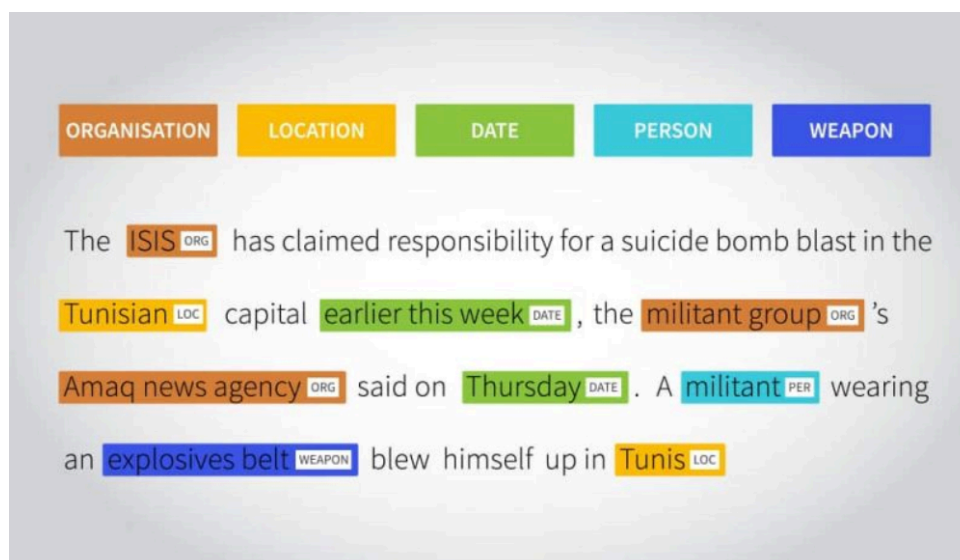 ORGANISATION LOCATION DATE PERSON WEAPON
The ISIS ORG has claimed responsibility for a suicide bomb blast in the
Tunisian LOC capital earlier this week DATE , the militant group ORG 's
Amaq news agency ORG said on Thursday DATE . A militant PER wearing
an explosives belt WEAPON blew himself up in Tunis LOC